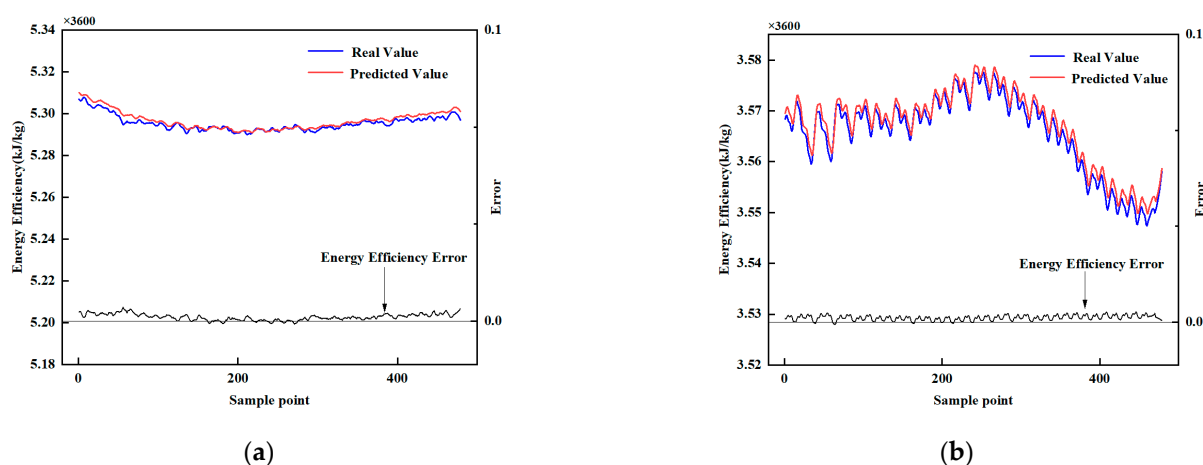 ×3600
5.34
5.32
5.30
5.28
5.26
5.24
5.22
5.20
5.18
Energy Efficiency(kJ/kg)
Real Value
Predicted Value
Energy Efficiency Error
0.1
0.0
Error
0
200
400
Sample point
(a)
×3600
3.58
3.57
3.56
3.55
3.54
3.53
3.52
Energy Efficiency(kJ/kg)
Real Value
Predicted Value
Energy Efficiency Error
0.1
0.0
Error
0
200
400
Sample point
(b)